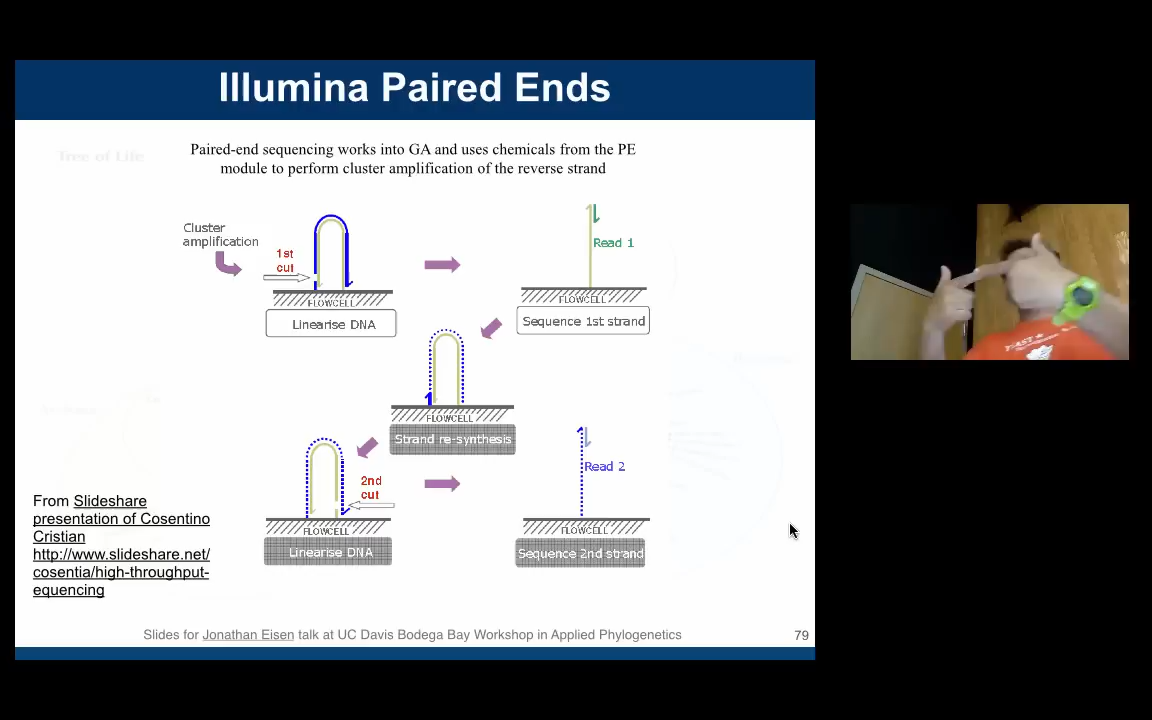 Illumina Paired Ends
Tree of Life
Paired-end sequencing works into GA and uses chemicals from the PE
module to perform cluster amplification of the reverse strand
Cluster
amplification
1st
cut
FLOWCELL
Linearise DNA
Read 1
FLOWCELL
Sequence 1st strand
FLOWCELL
Strand re-synthesis
2nd
cut
FLOWCELL
Linearise DNA
Read 2
FLOWCELL
Sequence 2nd strand
From Slideshare
presentation of Cosentino
Cristian
http://www.slideshare.net/
cosentia/high-throughput-
equencing
Slides for Jonathan Eisen talk at UC Davis Bodega Bay Workshop in Applied Phylogenetics
79